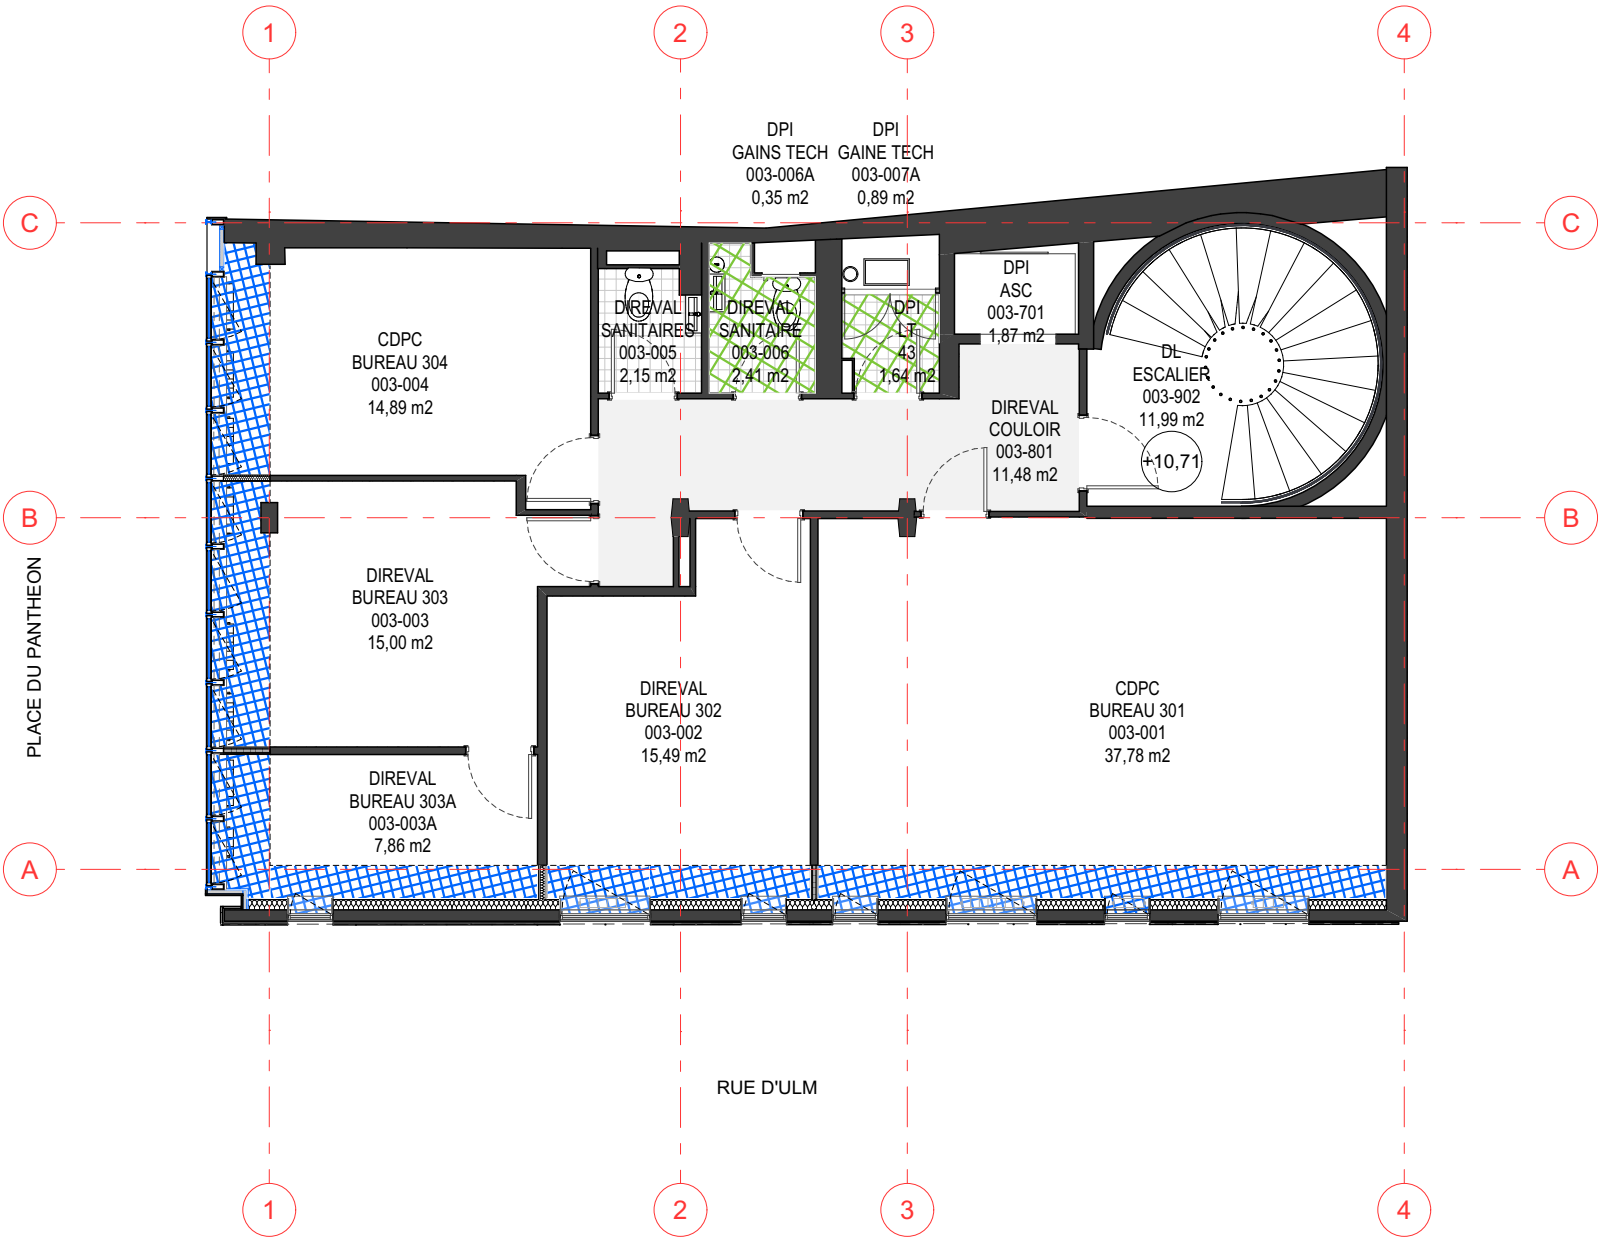 1
2
3
4
DPI
GAINS TECH
003-006A
0,35 m2
DPI
GAINE TECH
003-007A
0,89 m2
C
C
CDPC
BUREAU 304
003-004
14,89 m2
DIREVAL
SANITAIRES
003-005
2,15 m2
DIREVAL
SANITAIRE
003-006
2,41 m2
DPI
LT
43
1,64 m2
DPI
ASC
003-701
1,87 m2
DL
ESCALIER
003-902
11,99 m2
+10,71
DIREVAL
COULOIR
003-801
11,48 m2
B
B
PLACE DU PANTHEON
DIREVAL
BUREAU 303
003-003
15,00 m2
DIREVAL
BUREAU 302
003-002
15,49 m2
CDPC
BUREAU 301
003-001
37,78 m2
DIREVAL
BUREAU 303A
003-003A
7,86 m2
A
A
RUE D'ULM
1
2
3
4